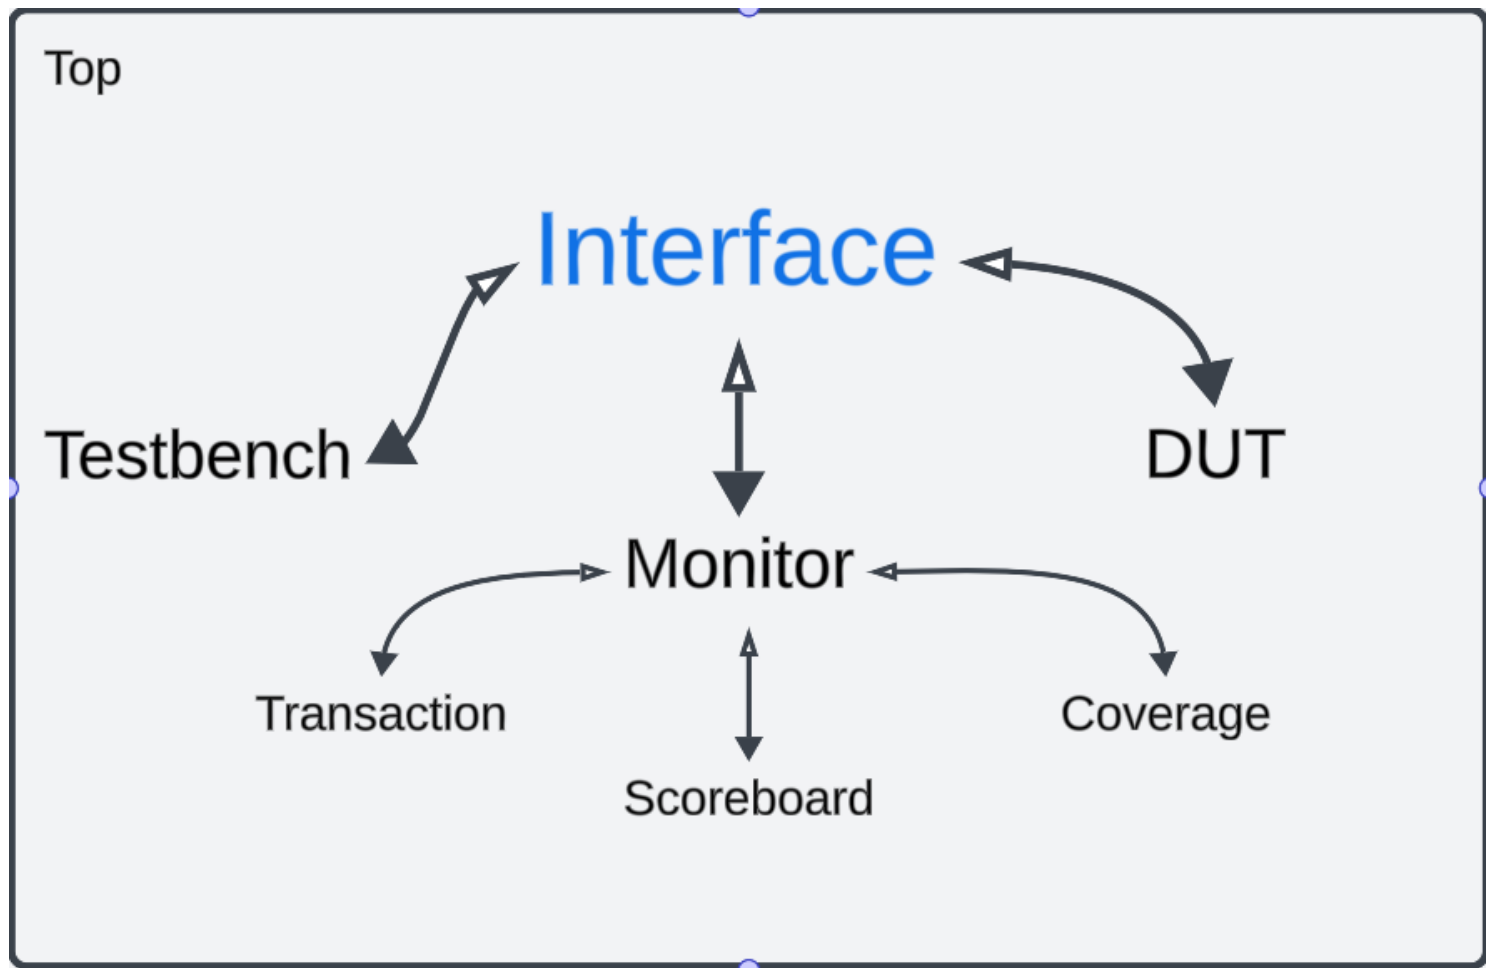 Top
Interface
Testbench
DUT
Monitor
Transaction
Coverage
Scoreboard